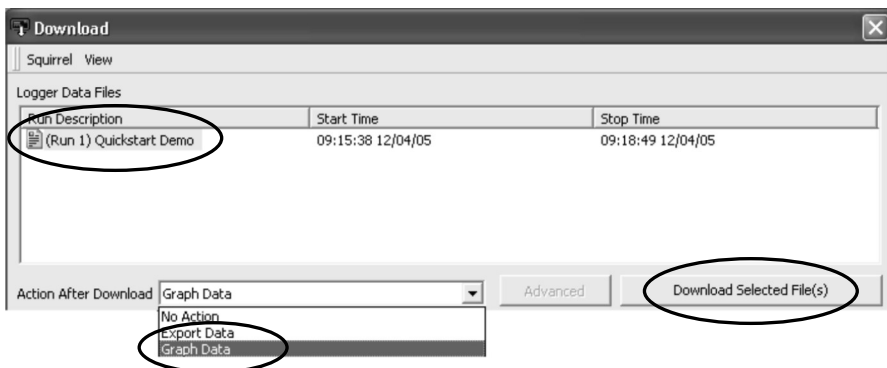 Download
Squirrel View
Logger Data Files
Run Description Start Time Stop Time
(Run 1) Quickstart Demo 09:15:38 12/04/05 09:18:49 12/04/05
Action After Download Graph Data Advanced Download Selected File(s)
No Action
Export Data
Graph Data